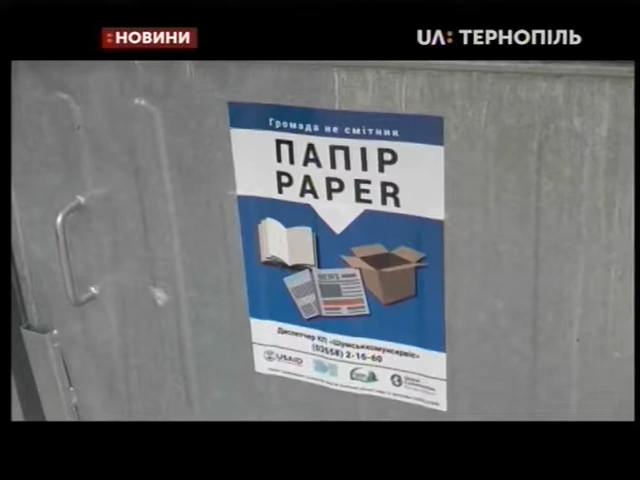 :НОВИНИ
UA: ТЕРНОПІЛЬ
Громада не смітник
ПАПІР
PAPER
NEWS
Диспетчер КП «Шумськкомунсервіс»
(03558) 2-16-60
USAID